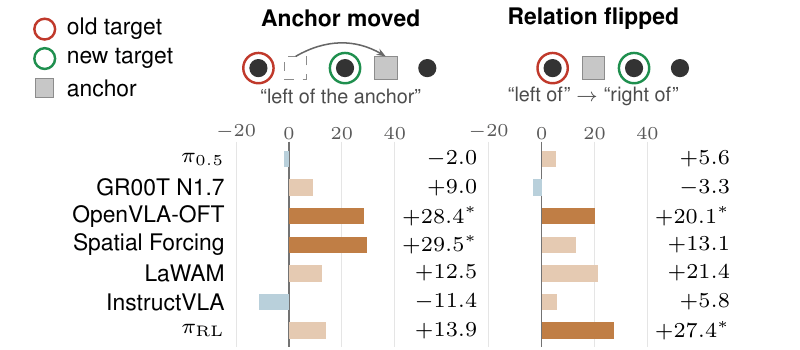 old target
new target
anchor
Anchor moved
“left of the anchor”
Relation flipped
“left of” → “right of”
−20 0 20 40 −20 0 20 40
π0.5 −2.0 +5.6
GR00T N1.7 +9.0 −3.3
OpenVLA-OFT +28.4* +20.1*
Spatial Forcing +29.5* +13.1
LaWAM +12.5 +21.4
InstructVLA −11.4 +5.8
πRL +13.9 +27.4*